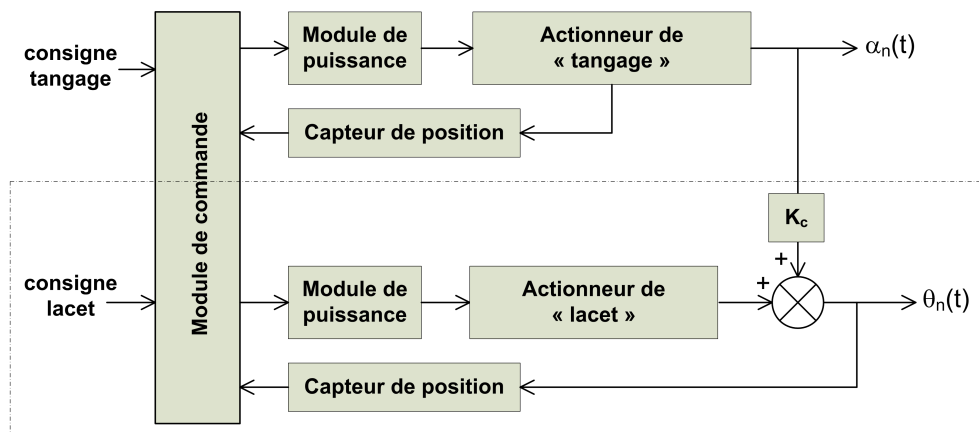 consigne
tangage
Module de
puissance
Actionneur de
« tangage »
αn(t)
Capteur de position
Module de commande
Kc
+
consigne
lacet
Module de
puissance
Actionneur de
« lacet »
+
θn(t)
Capteur de position